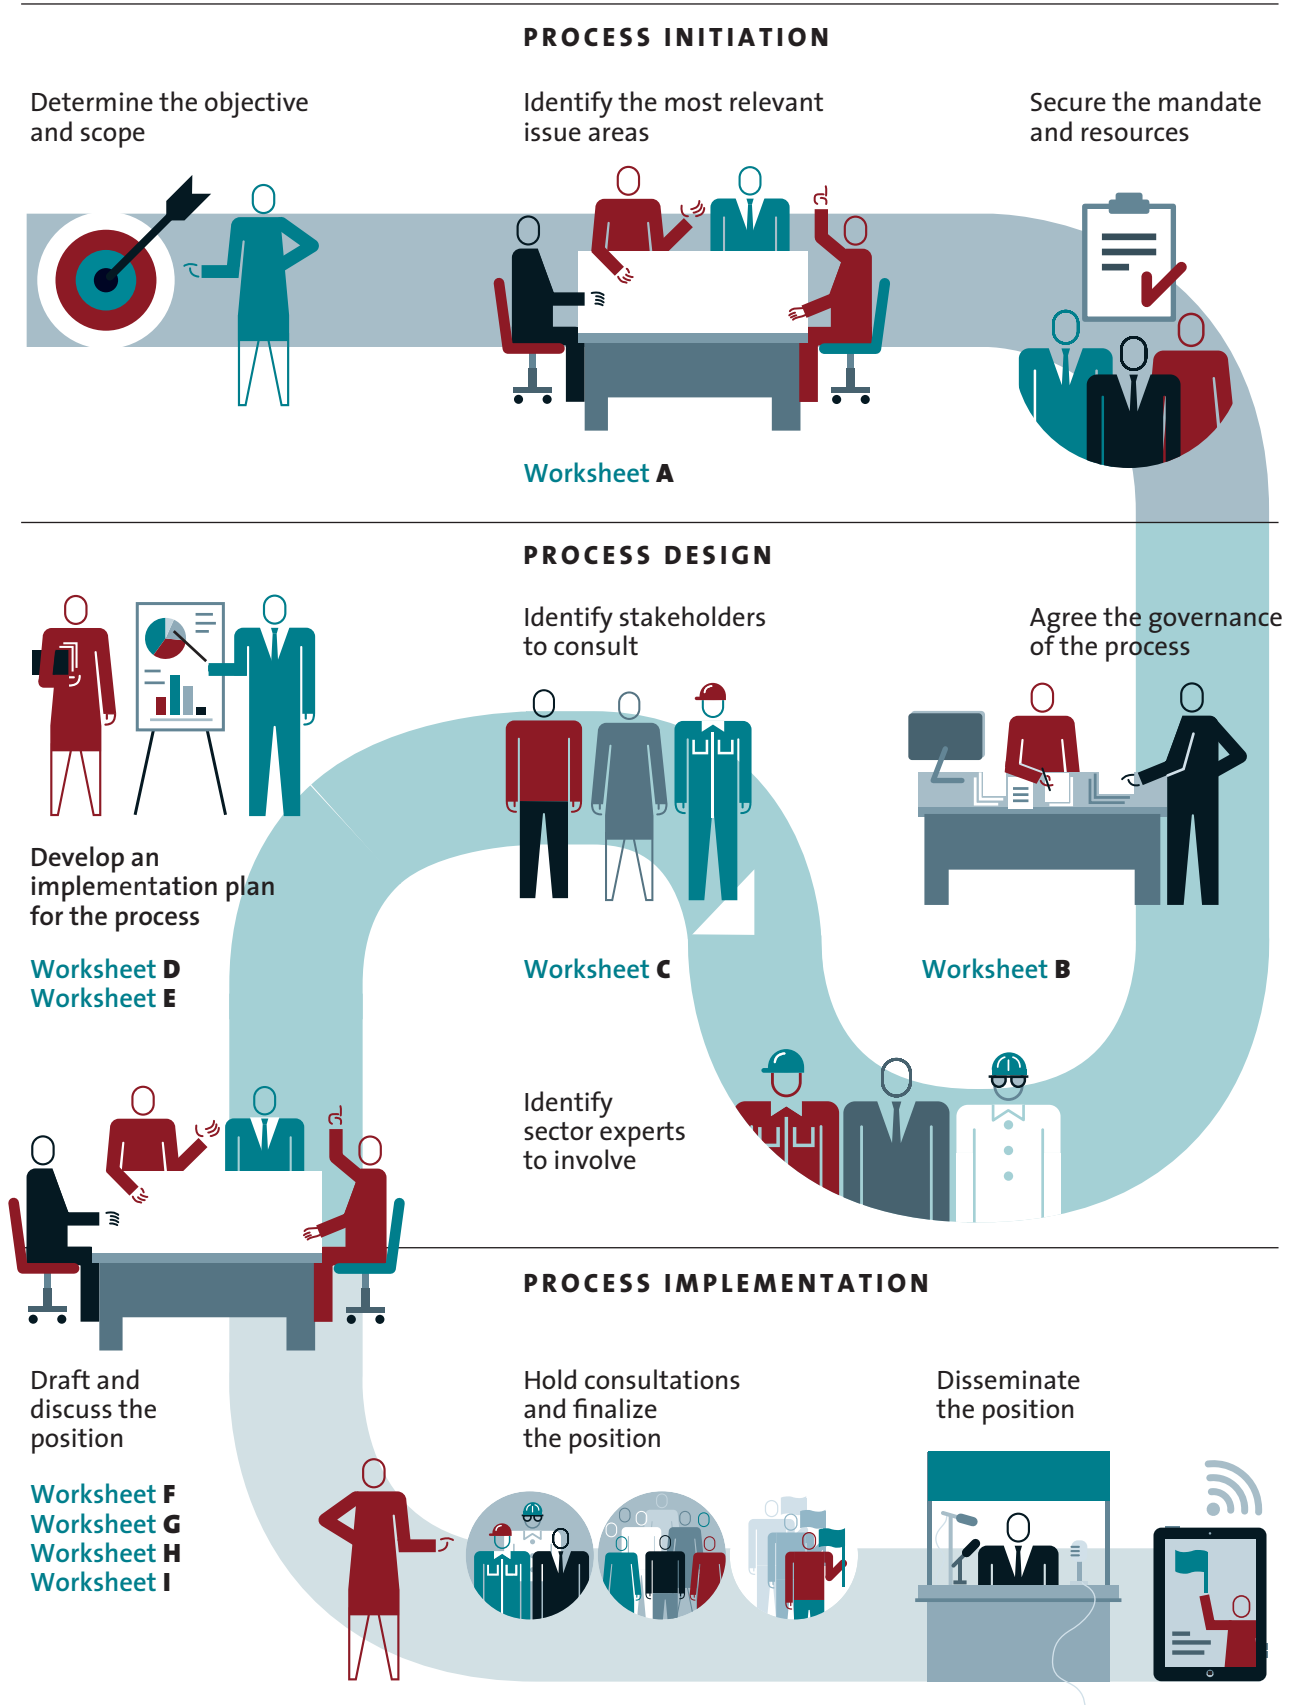 PROCESS INITIATION
Determine the objective
and scope
Identify the most relevant
issue areas
Secure the mandate
and resources
Worksheet A
PROCESS DESIGN
Identify stakeholders
to consult
Agree the governance
of the process
Develop an
implementation plan
for the process
Worksheet D
Worksheet E
Worksheet C
Worksheet B
Identify
sector experts
to involve
PROCESS IMPLEMENTATION
Draft and
discuss the
position
Hold consultations
and finalize
the position
Disseminate
the position
Worksheet F
Worksheet G
Worksheet H
Worksheet I